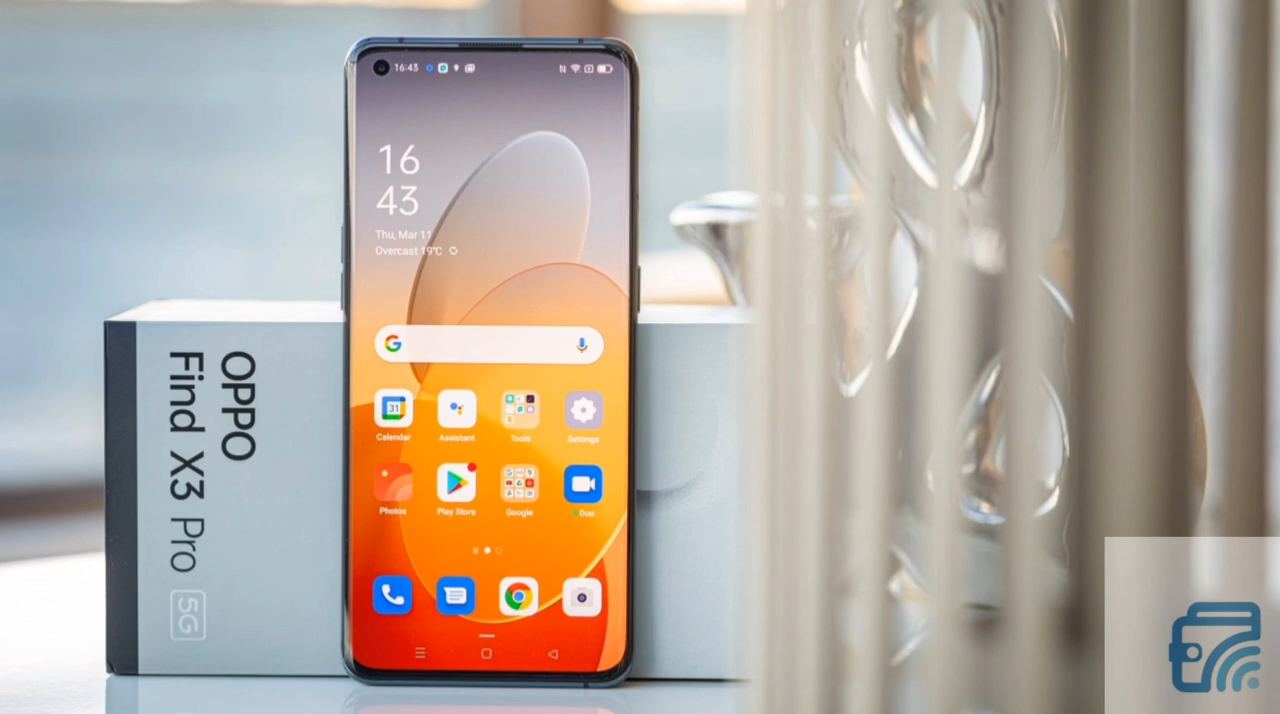 16:43
16
43
Thu, Mar 11
Overcast 19°C
31
Calendar
Assistant
Tools
Settings
Photos
Play Store
Google
Duo
OPPO
Find X3 Pro
5G